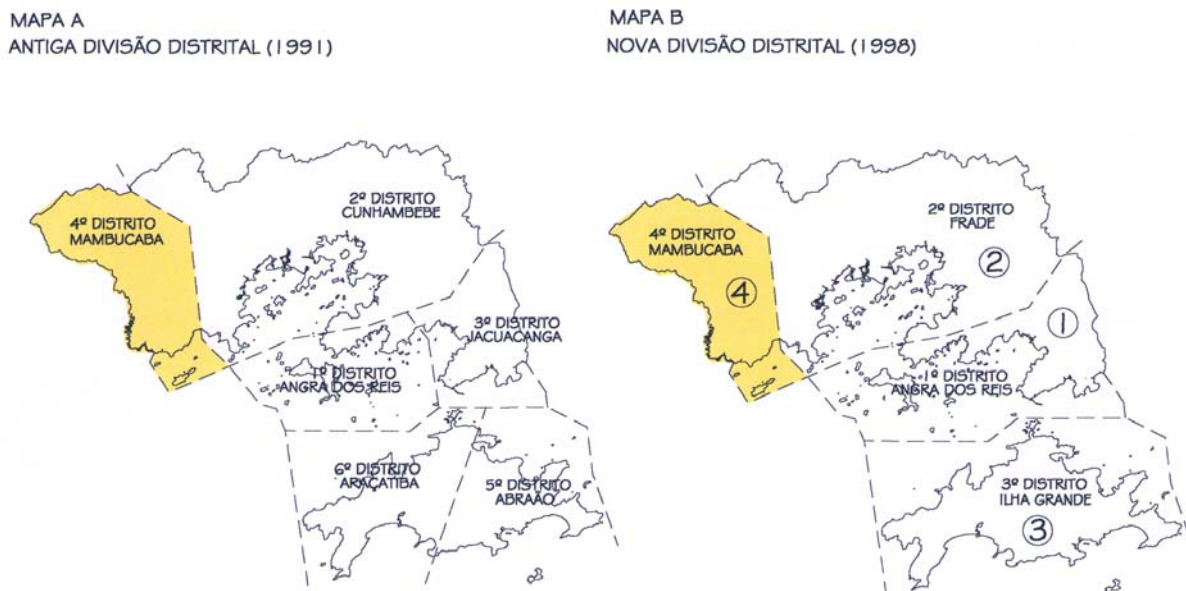 MAPA A
ANTIGA DIVISÃO DISTRITAL (1991)
2º DISTRITO
CUNHAMBEBE
4º DISTRITO
MAMBUCABA
3º DISTRITO
JACUACANGA
1º DISTRITO
ANGRA DOS REIS
6º DISTRITO
ARAÇATIBA
5º DISTRITO
ABRAÃO
MAPA B
NOVA DIVISÃO DISTRITAL (1998)
2º DISTRITO
FRADE
2
4º DISTRITO
MAMBUCABA
4
1
1º DISTRITO
ANGRA DOS REIS
3º DISTRITO
ILHA GRANDE
3